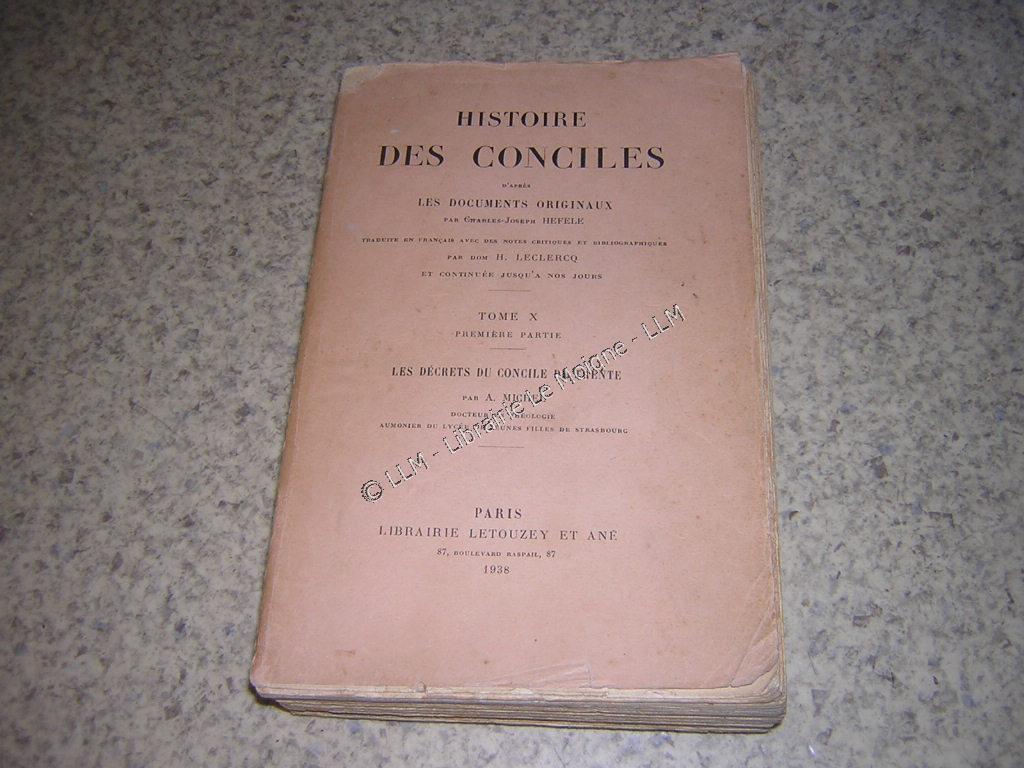 HISTOIRE
DES CONCILES
D'APRÈS
LES DOCUMENTS ORIGINAUX
PAR CHARLES-JOSEPH HEFELE
TRADUITE EN FRANÇAIS AVEC DES NOTES CRITIQUES ET BIBLIOGRAPHIQUES
PAR DOM H. LECLERCQ
ET CONTINUÉE JUSQU'A NOS JOURS
TOME X
PREMIÈRE PARTIE
LES DÉCRETS DU CONCILE DE TRENTE
PAR A. MICHEL
DOCTEUR EN THÉOLOGIE
AUMONIER DU LYCÉE DE JEUNES FILLES DE STRASBOURG
© LLM - Librairie Le Moigne - LLM
PARIS
LIBRAIRIE LETOUZEY ET ANÉ
87, BOULEVARD RASPAIL, 87
1938